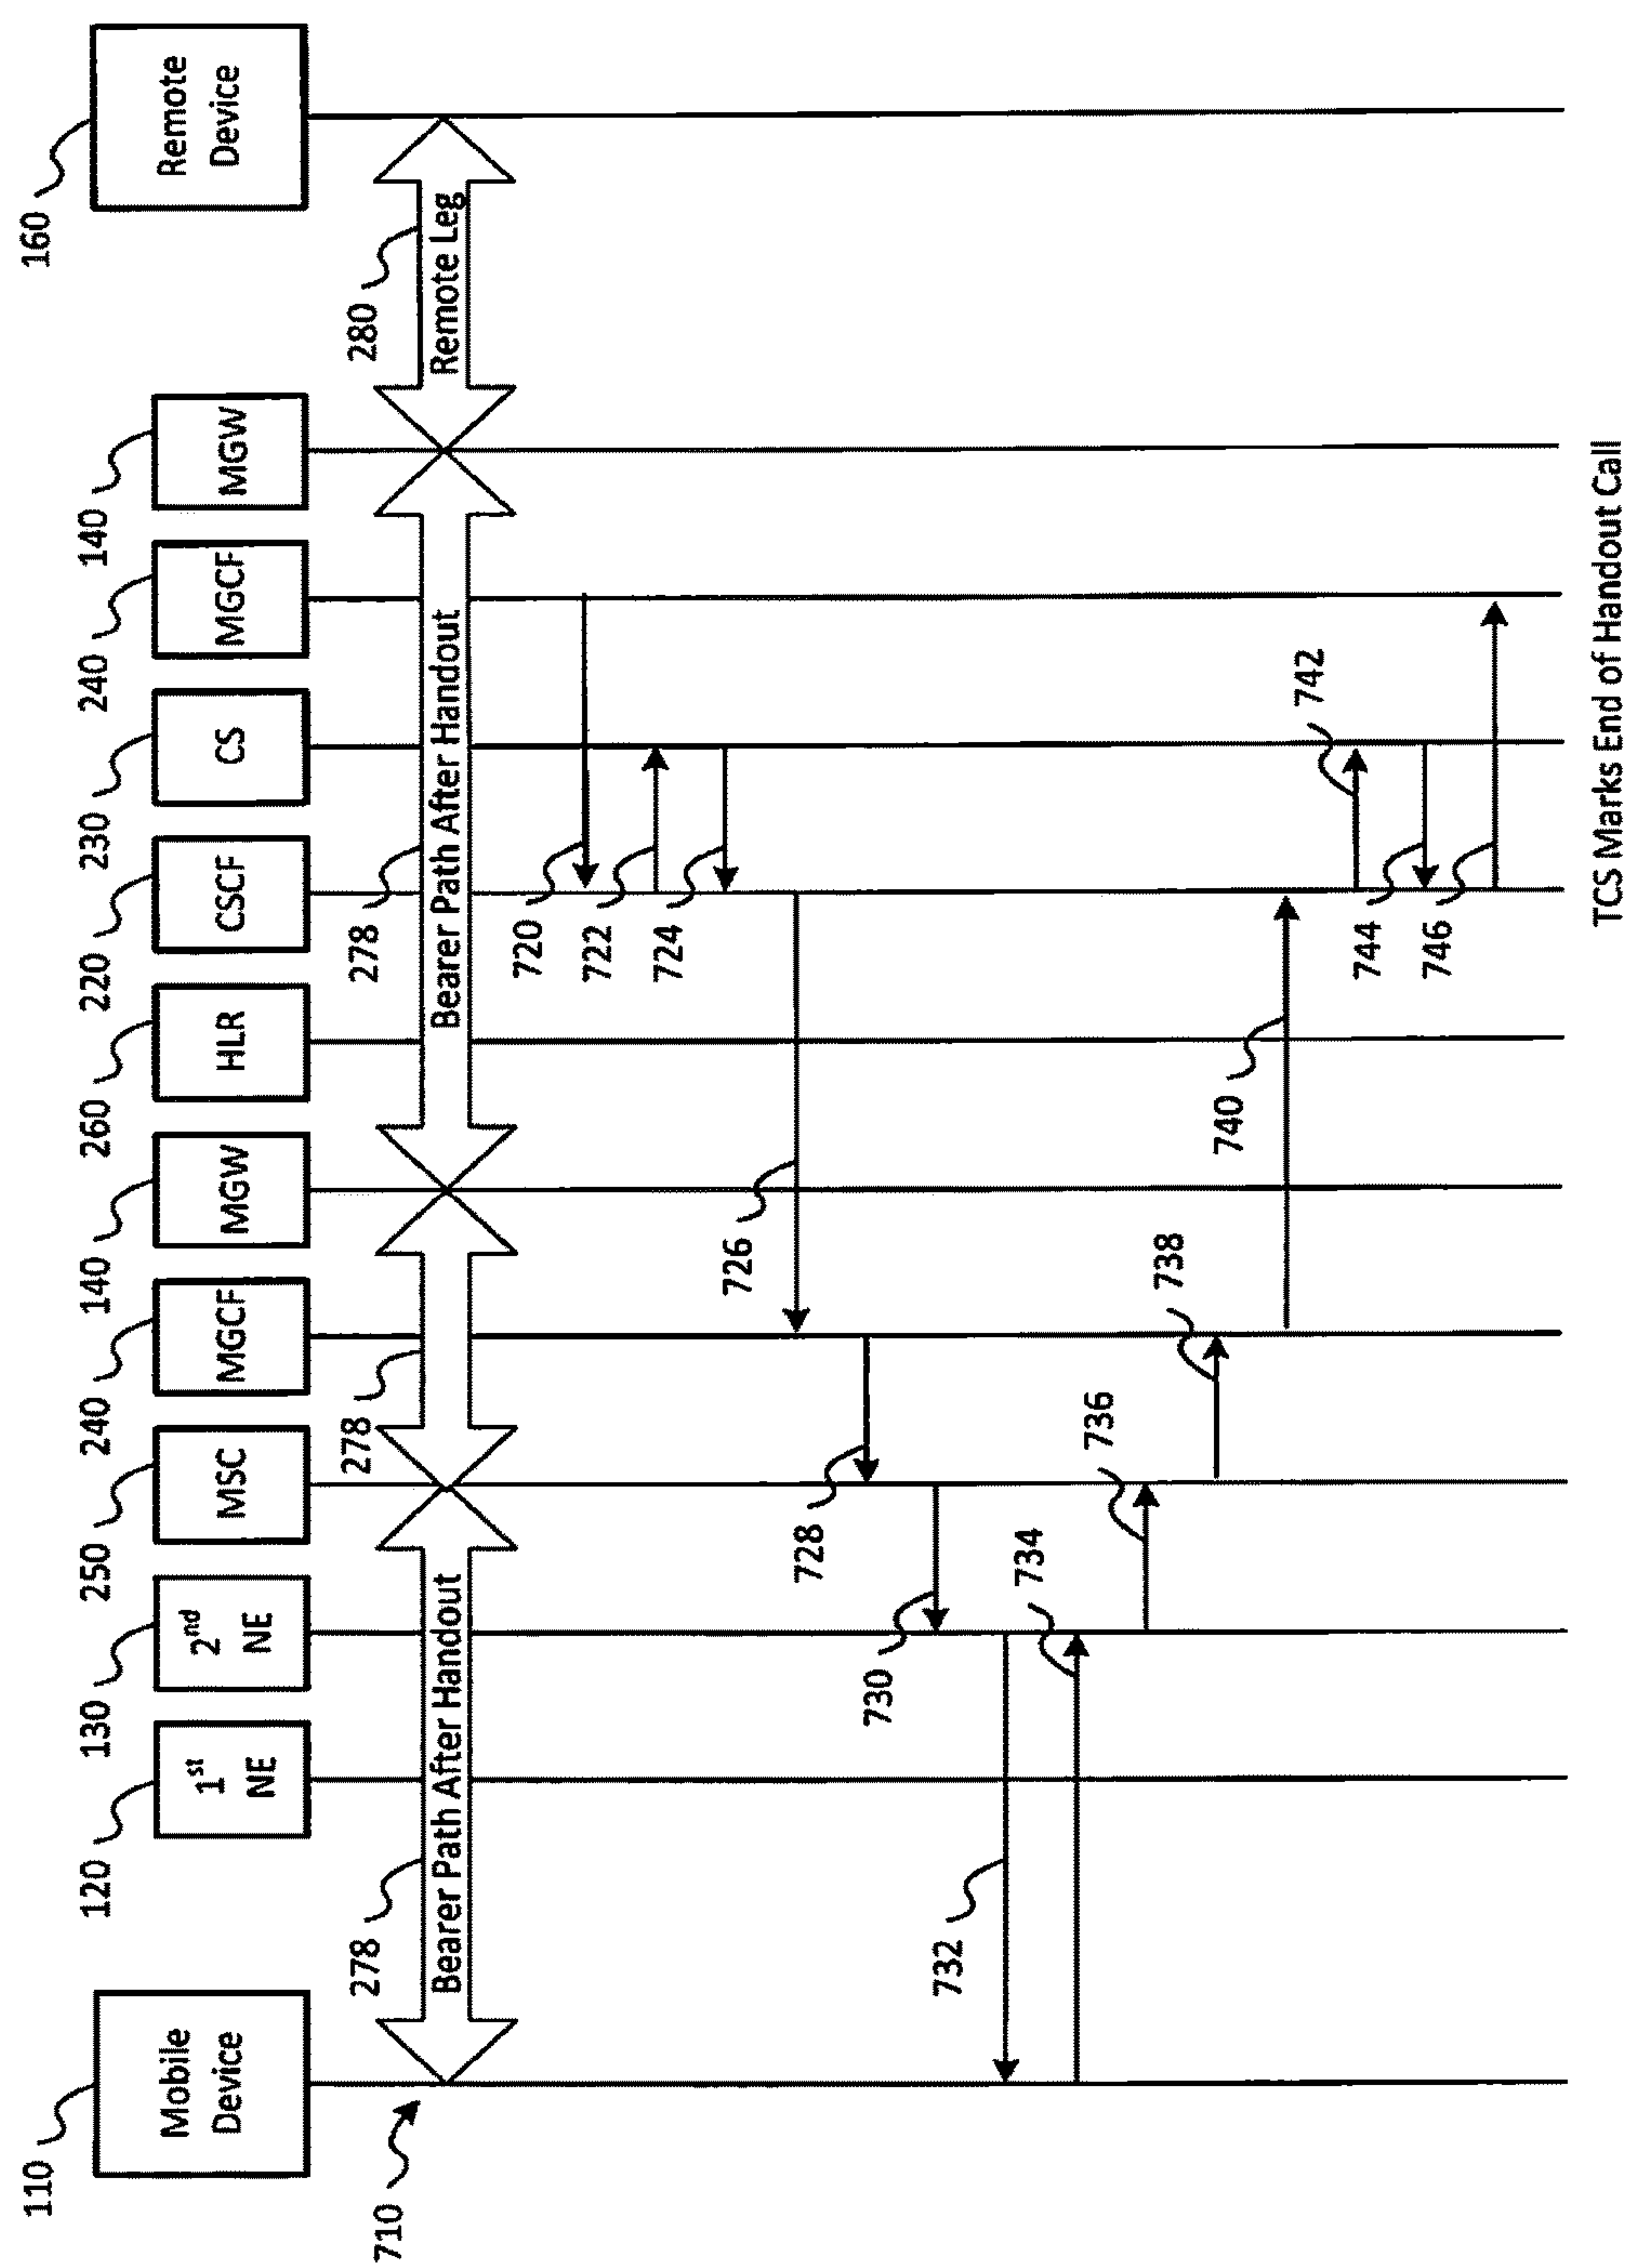 110
Mobile
Device
120
1st
NE
130
2nd
NE
250
MSC
240
MGCF
140
MGW
260
HLR
220
CSCF
230
CS
240
MGCF
140
MGW
160
Remote
Device
710
278
Bearer Path After Handout
278
278
Bearer Path After Handout
280
Remote Leg
720
722
724
726
728
730
732
734
736
738
740
742
744
746
TCS Marks End of Handout Call